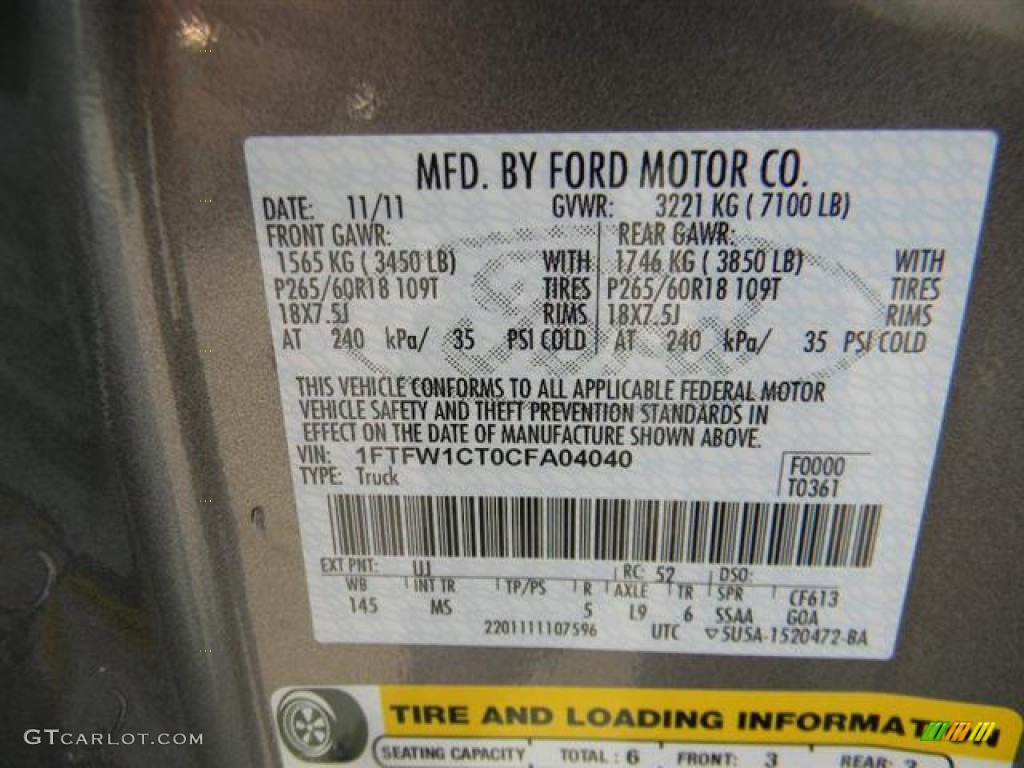 MFD. BY FORD MOTOR CO.
DATE: 11/11 GVWR: 3221 KG ( 7100 LB)
FRONT GAWR: REAR GAWR:
1565 KG ( 3450 LB) WITH 1746 KG ( 3850 LB) WITH
P265/60R18 109T TIRES P265/60R18 109T TIRES
18X7.5J RIMS 18X7.5J RIMS
AT 240 kPa/ 35 PSI COLD AT 240 kPa/ 35 PSI COLD
THIS VEHICLE CONFORMS TO ALL APPLICABLE FEDERAL MOTOR
VEHICLE SAFETY AND THEFT PREVENTION STANDARDS IN
EFFECT ON THE DATE OF MANUFACTURE SHOWN ABOVE.
VIN: 1FTFW1CT0CFA04040
F0000
TYPE: Truck
T0361
EXT PNT: UJ RC: 52 DSO:
WB INT TR TP/PS R AXLE TR SPR CF613
145 MS 5 L9 6 SSAA GOA
2201111107596 UTC ▽5U5A-1520472-BA
TIRE AND LOADING INFORMATION
SEATING CAPACITY TOTAL : 6 FRONT: 3 REAR: 3
GTCARLOT.COM